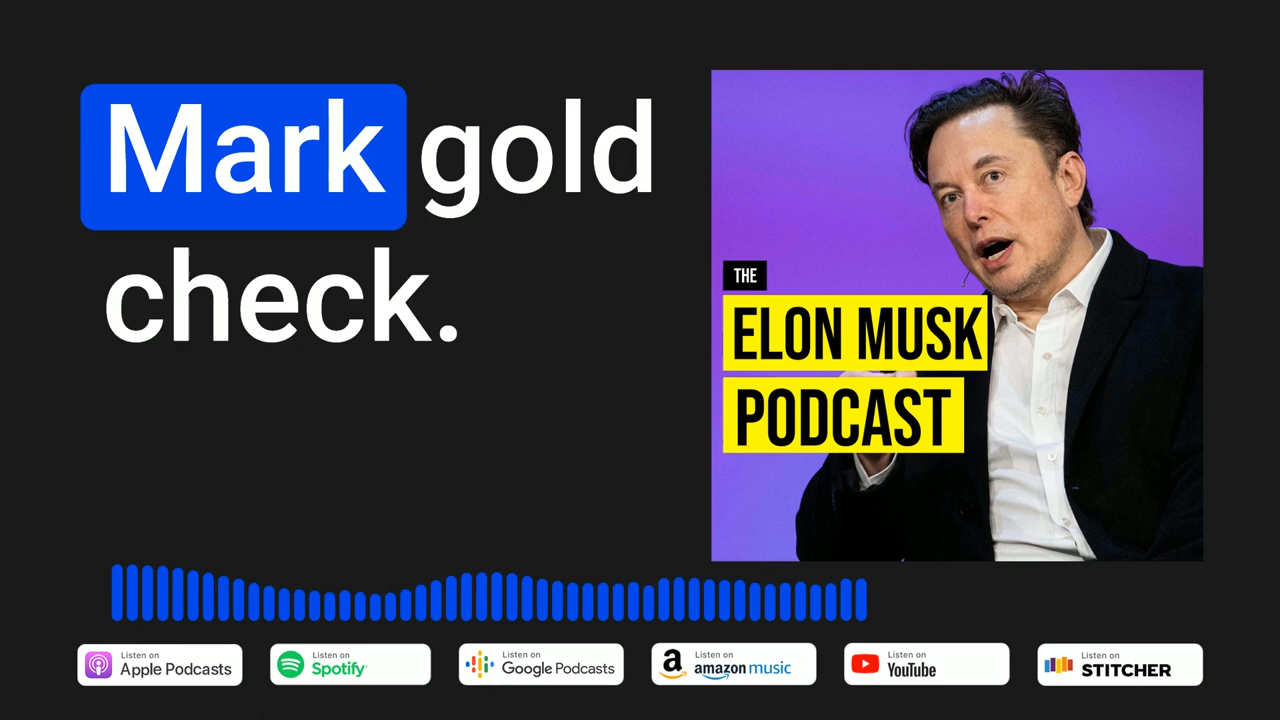 Mark gold
check.
THE
ELON MUSK
PODCAST
Listen on
Apple Podcasts
Listen on
Spotify
Listen on
Google Podcasts
a
Listen on
amazon music
Listen on
YouTube
Listen on
STITCHER